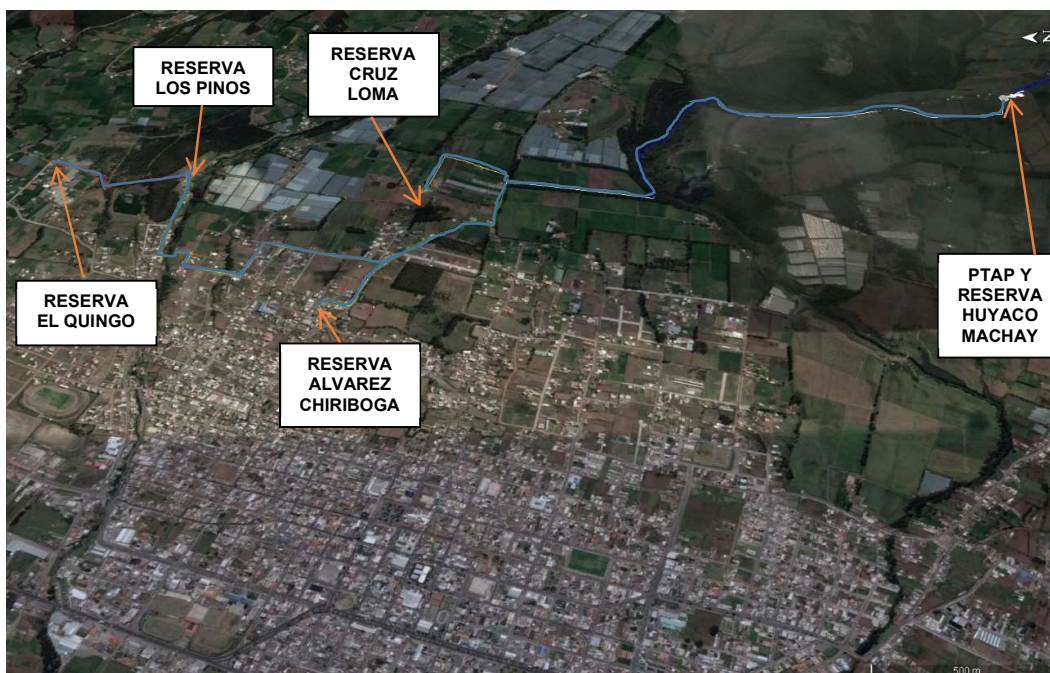 RESERVA
LOS PINOS
RESERVA
CRUZ
LOMA
RESERVA
EL QUINGO
RESERVA
ALVAREZ
CHIRIBOGA
PTAP Y
RESERVA
HUYACO
MACHAY
N
500 m